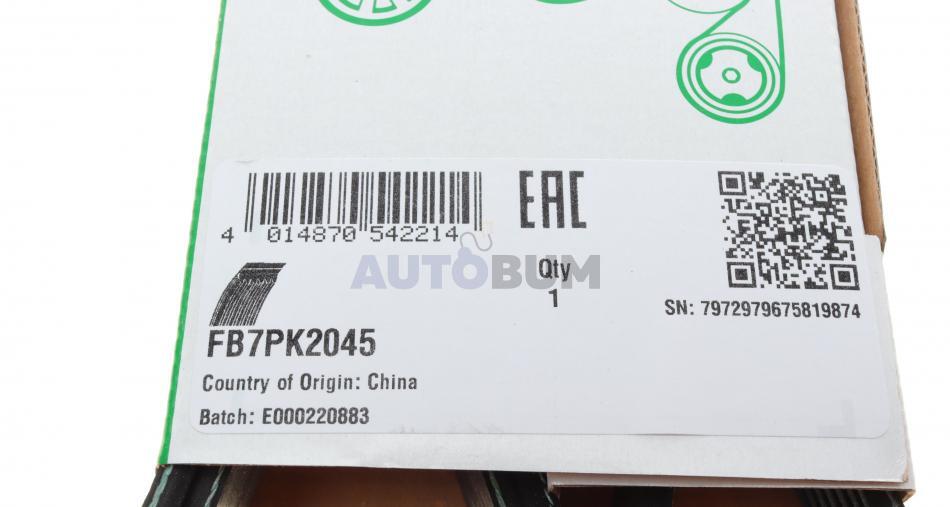 EAC
4 014870 542214
AUTOBUM
Qty
1
SN: 7972979675819874
FB7PK2045
Country of Origin: China
Batch: E000220883